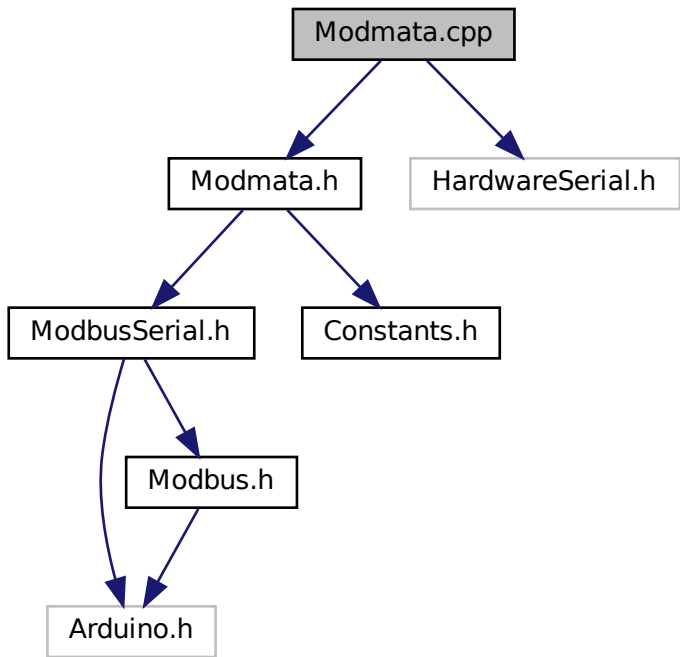 Modmata.cpp
Modmata.h
HardwareSerial.h
ModbusSerial.h
Constants.h
Modbus.h
Arduino.h